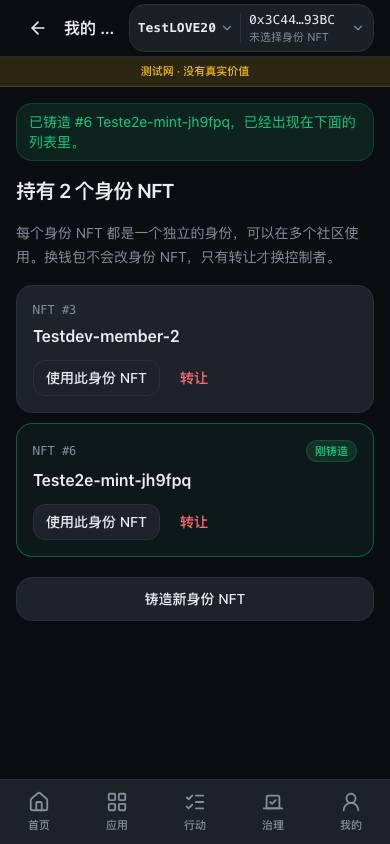 我的 ...
TestLOVE20
0x3C44…93BC
未选择身份 NFT
测试网 · 没有真实价值
已铸造 #6 Teste2e-mint-jh9fpq，已经出现在下面的
列表里。
持有 2 个身份 NFT
每个身份 NFT 都是一个独立的身份，可以在多个社区使
用。换钱包不会改身份 NFT，只有转让才换控制者。
NFT #3
Testdev-member-2
使用此身份 NFT
转让
NFT #6
刚铸造
Teste2e-mint-jh9fpq
使用此身份 NFT
转让
铸造新身份 NFT
首页
应用
行动
治理
我的